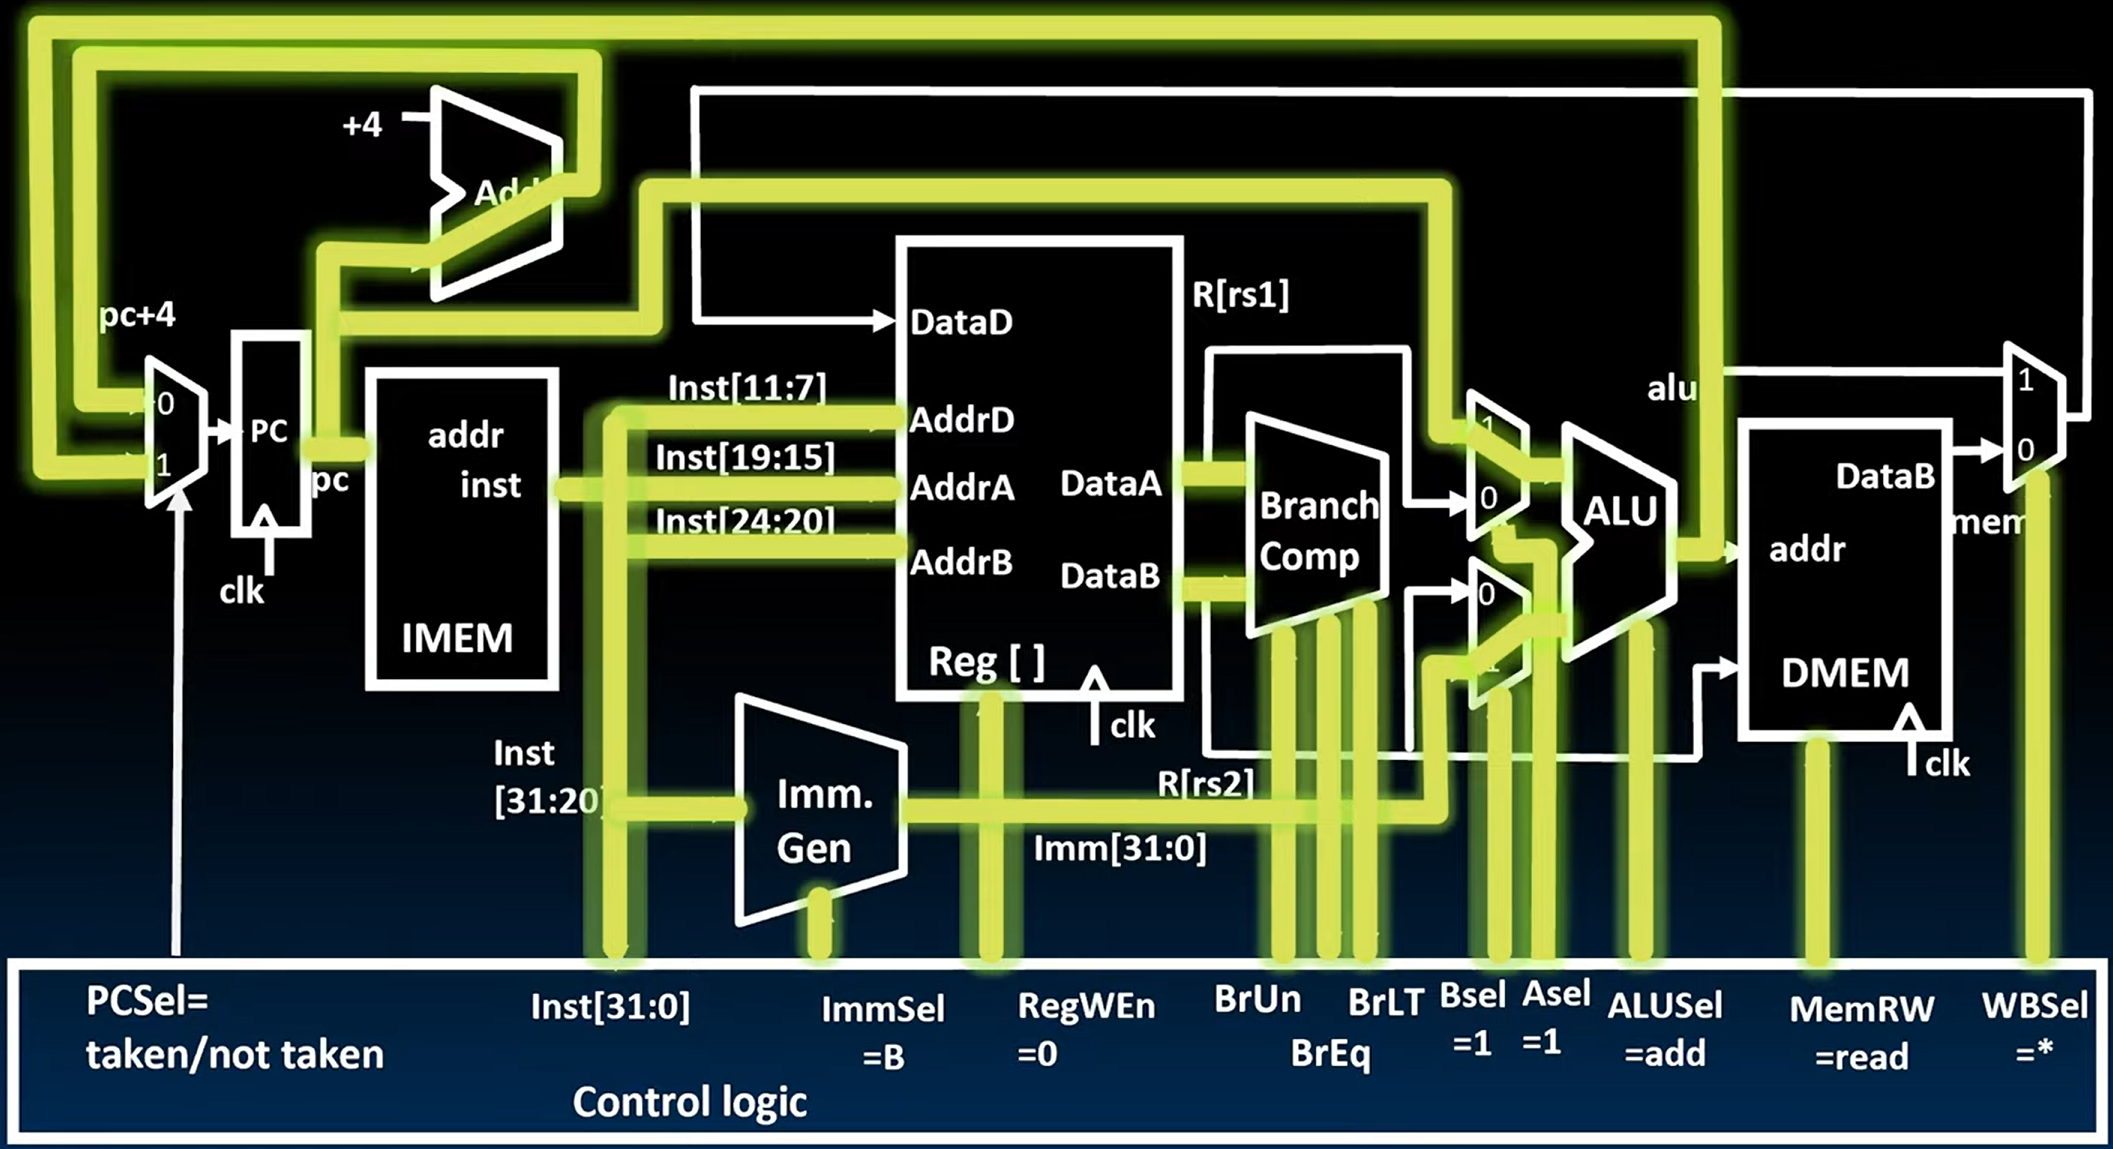 +4
Add
pc+4
R[rs1]
DataD
Inst[11:7]
alu
1
0
PC
addr
AddrD
1
0
Inst[19:15]
1
pc
inst
AddrA
DataA
Branch
Comp
0
ALU
DataB
Inst[24:20]
mem
AddrB
DataB
addr
clk
0
IMEM
Reg [ ]
1
DMEM
clk
clk
Inst
[31:20]
Imm.
Gen
R[rs2]
Imm[31:0]
PCSel=
taken/not taken
Inst[31:0]
ImmSel
=B
RegWEn
=0
BrUn
BrEq
BrLT
Bsel
=1
Asel
=1
ALUSel
=add
MemRW
=read
WBSel
=*
Control logic